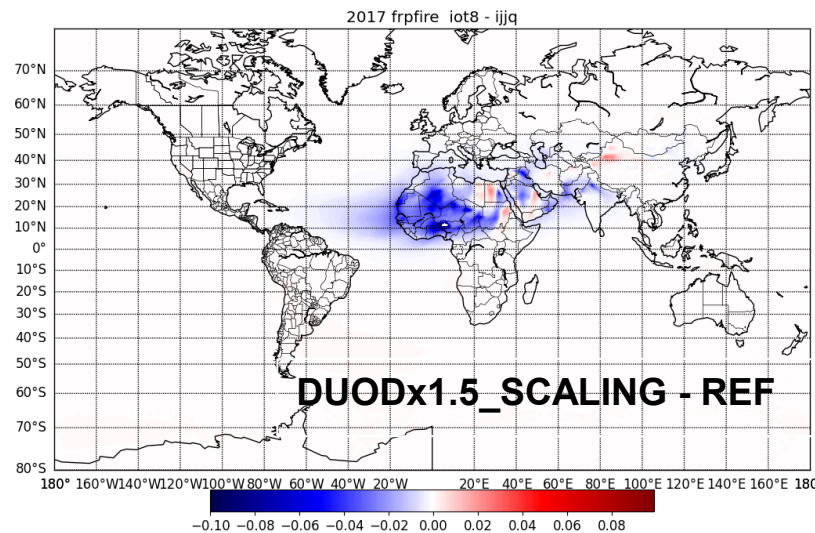 2017 frpfire iot8 - ijjq
70°N
60°N
50°N
40°N
30°N
20°N
10°N
0°
10°S
20°S
30°S
40°S
50°S
60°S
70°S
80°S
DUODx1.5_SCALING - REF
180° 160°W 140°W 120°W 100°W 80°W 60°W 40°W 20°W 20°E 40°E 60°E 80°E 100°E 120°E 140°E 160°E 180
−0.10 −0.08 −0.06 −0.04 −0.02 0.00 0.02 0.04 0.06 0.08